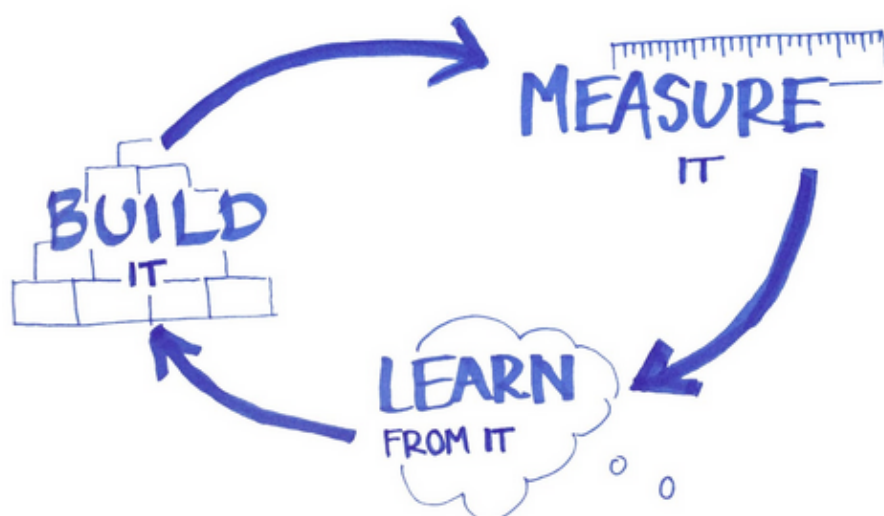 BUILD
IT
MEASURE
IT
LEARN
FROM IT